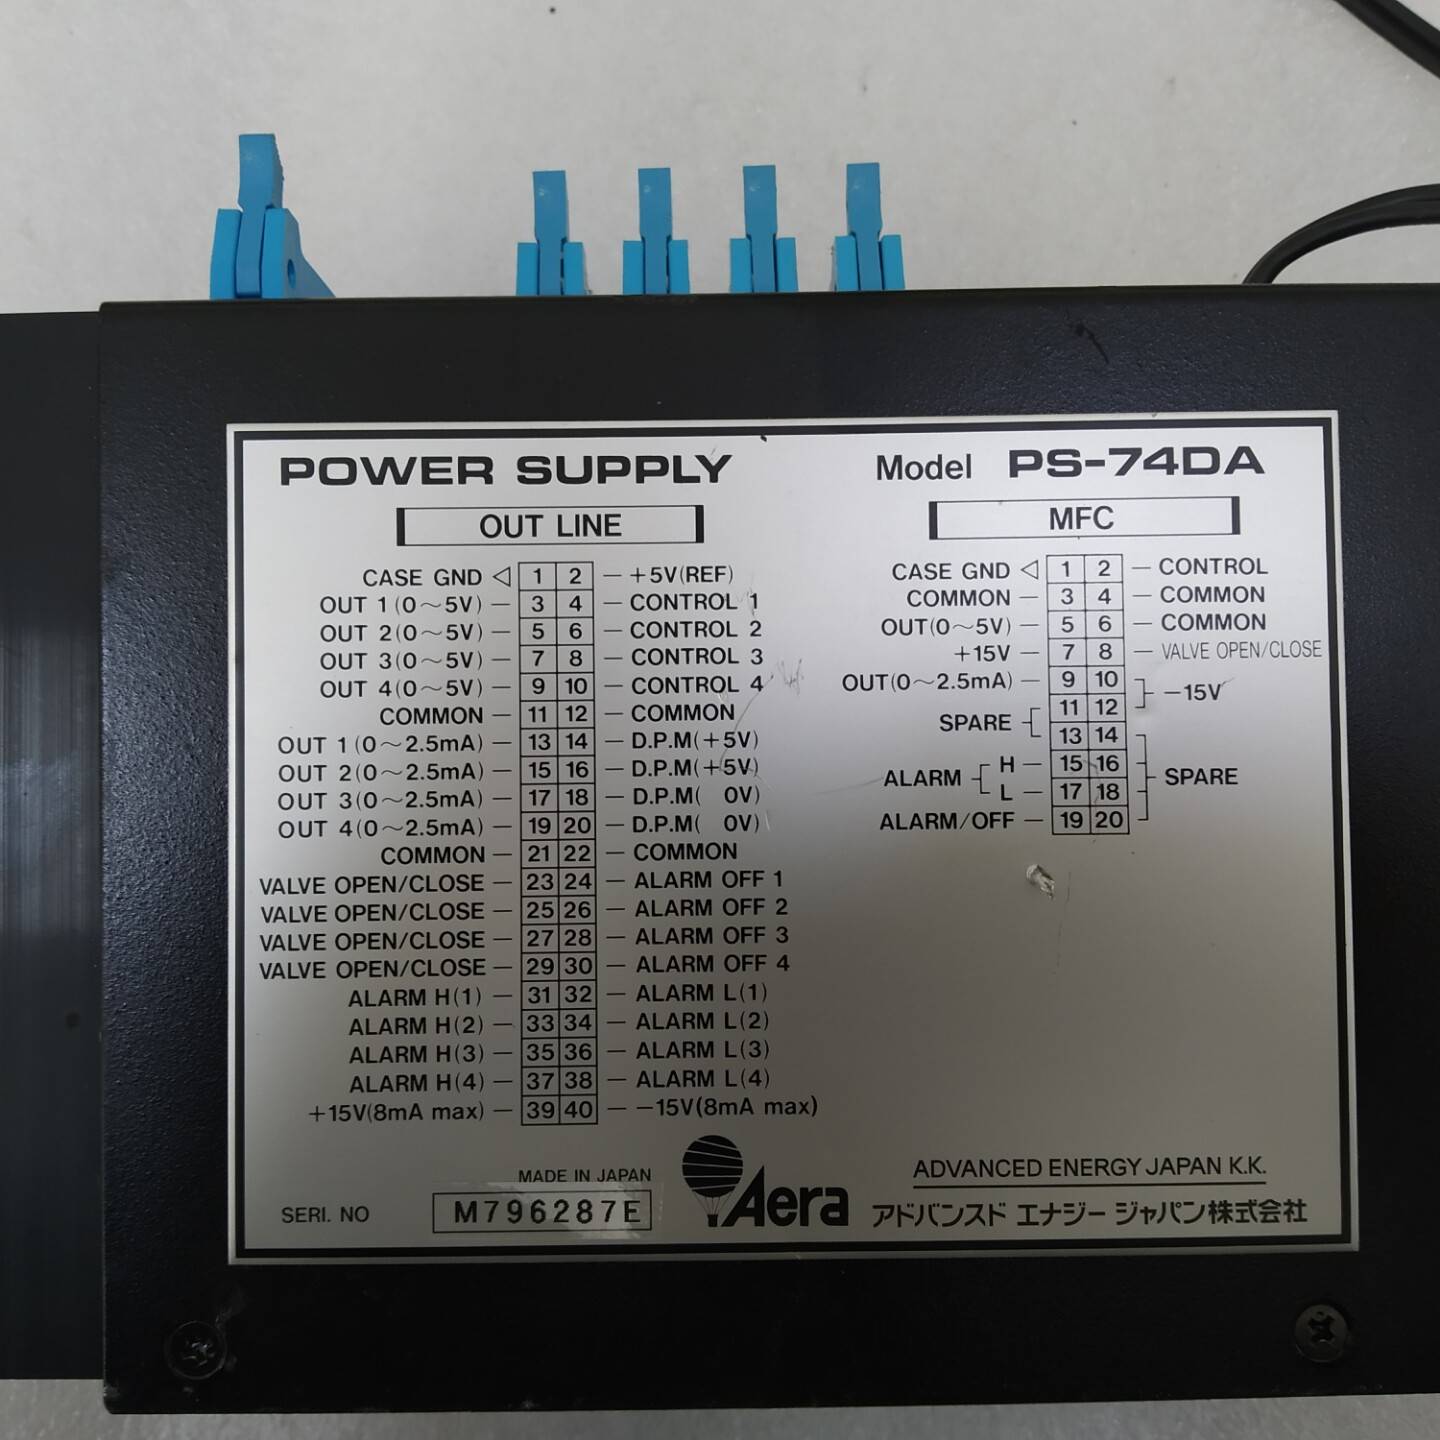 POWER SUPPLY
OUT LINE
CASE GND ◁ 1 2 — +5V(REF)
OUT 1(0～5V) — 3 4 — CONTROL 1
OUT 2(0～5V) — 5 6 — CONTROL 2
OUT 3(0～5V) — 7 8 — CONTROL 3
OUT 4(0～5V) — 9 10 — CONTROL 4
COMMON — 11 12 — COMMON
OUT 1(0～2.5mA) — 13 14 — D.P.M(+5V)
OUT 2(0～2.5mA) — 15 16 — D.P.M(+5V)
OUT 3(0～2.5mA) — 17 18 — D.P.M( 0V)
OUT 4(0～2.5mA) — 19 20 — D.P.M( 0V)
COMMON — 21 22 — COMMON
VALVE OPEN/CLOSE — 23 24 — ALARM OFF 1
VALVE OPEN/CLOSE — 25 26 — ALARM OFF 2
VALVE OPEN/CLOSE — 27 28 — ALARM OFF 3
VALVE OPEN/CLOSE — 29 30 — ALARM OFF 4
ALARM H(1) — 31 32 — ALARM L(1)
ALARM H(2) — 33 34 — ALARM L(2)
ALARM H(3) — 35 36 — ALARM L(3)
ALARM H(4) — 37 38 — ALARM L(4)
+15V(8mA max) — 39 40 — -15V(8mA max)
Model PS-74DA
MFC
CASE GND ◁ 1 2 — CONTROL
COMMON — 3 4 — COMMON
OUT(0～5V) — 5 6 — COMMON
+15V — 7 8 — VALVE OPEN/CLOSE
OUT(0～2.5mA) — 9 10
-15V
11 12
SPARE
13 14
H — 15 16
ALARM
SPARE
L — 17 18
ALARM/OFF — 19 20
MADE IN JAPAN
SERI. NO M796287E
Aera
ADVANCED ENERGY JAPAN K.K.
アドバンスド エナジー ジャパン株式会社